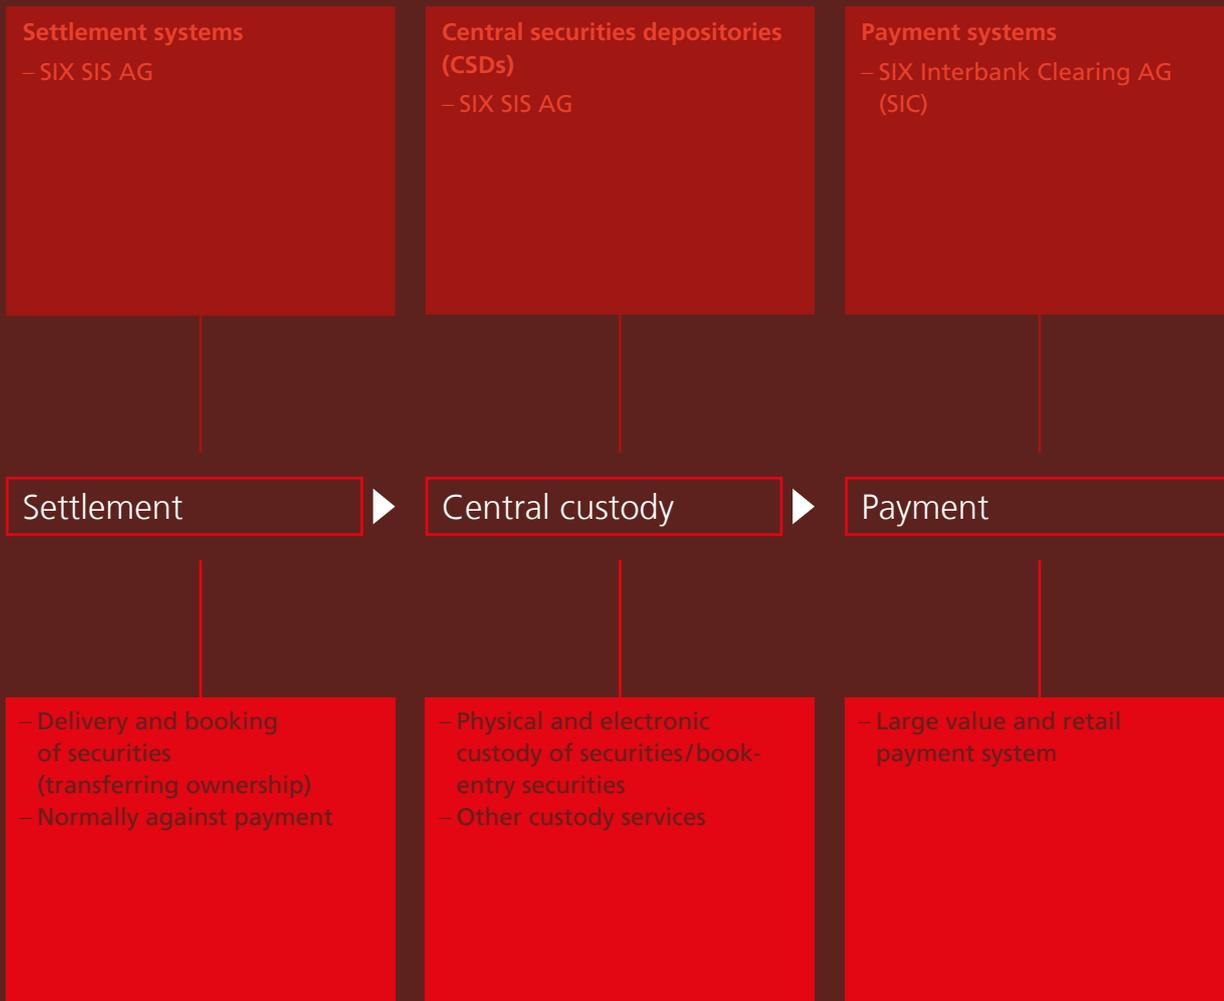 Settlement systems
– SIX SIS AG
Central securities depositories
(CSDs)
– SIX SIS AG
Payment systems
– SIX Interbank Clearing AG
(SIC)
Settlement
Central custody
Payment
– Delivery and booking
of securities
(transferring ownership)
– Normally against payment
– Physical and electronic
custody of securities/book-
entry securities
– Other custody services
– Large value and retail
payment system